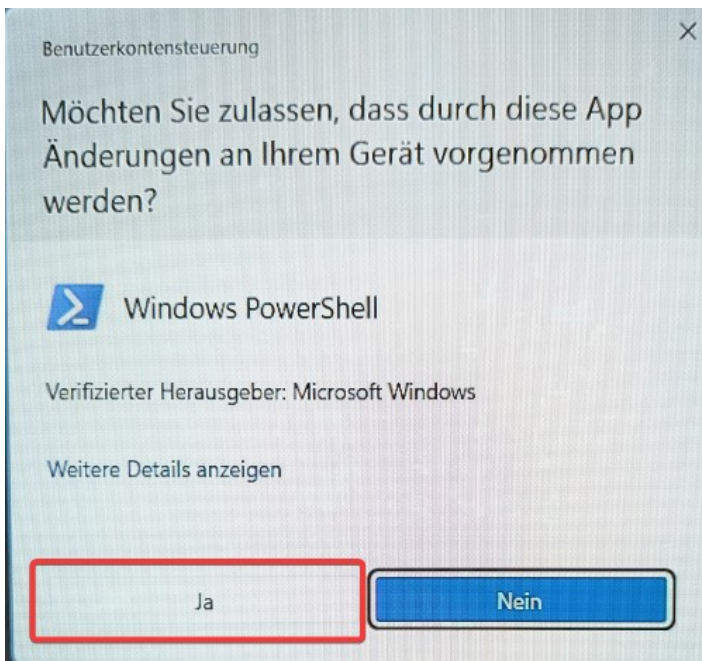 Benutzerkontensteuerung
Möchten Sie zulassen, dass durch diese App
Änderungen an Ihrem Gerät vorgenommen
werden?
Windows PowerShell
Verifizierter Herausgeber: Microsoft Windows
Weitere Details anzeigen
Ja
Nein